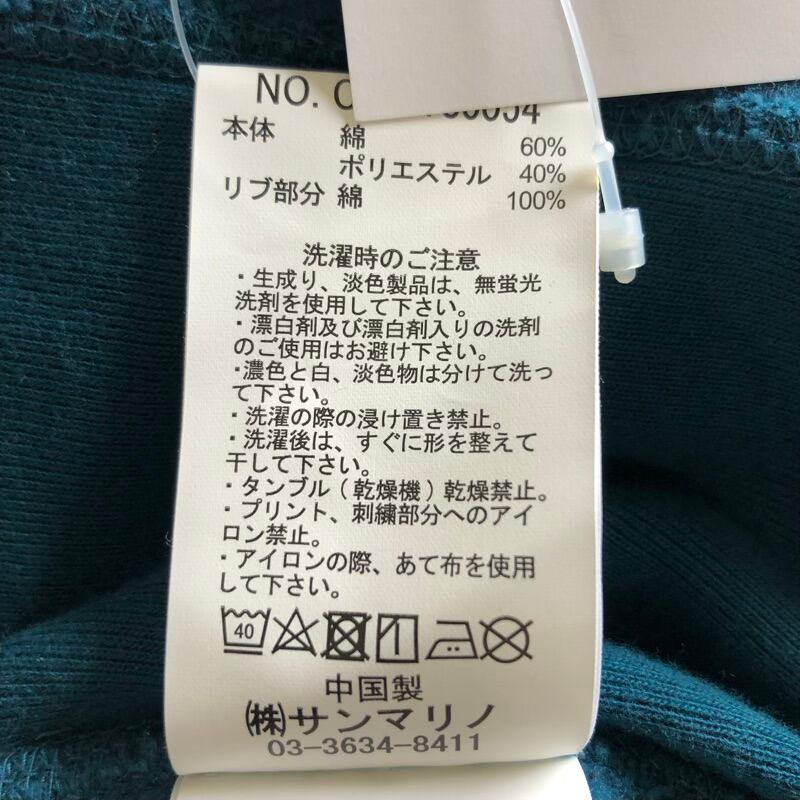 NO. C
本体 綿 60%
ポリエステル 40%
リブ部分 綿 100%
洗濯時のご注意
・生成り、淡色製品は、無蛍光
洗剤を使用して下さい。
・漂白剤及び漂白剤入りの洗剤
のご使用はお避け下さい。
・濃色と白、淡色物は分けて洗っ
て下さい。
・洗濯の際の浸け置き禁止。
・洗濯後は、すぐに形を整えて
干して下さい。
・タンブル(乾燥機)乾燥禁止。
・プリント、刺繍部分へのアイ
ロン禁止。
・アイロンの際、あて布を使用
して下さい。
40
中国製
㈱サンマリノ
03-3634-8411